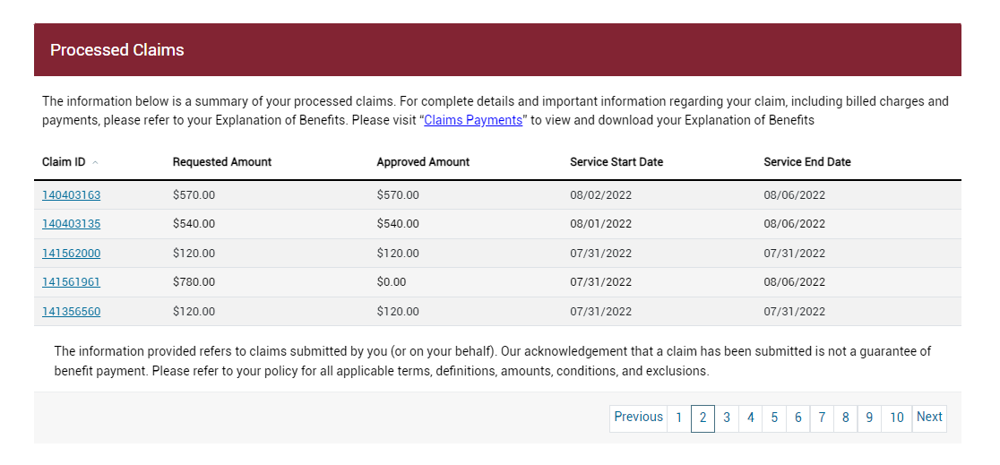 Processed Claims
The information below is a summary of your processed claims. For complete details and important information regarding your claim, including billed charges and
payments, please refer to your Explanation of Benefits. Please visit “Claims Payments” to view and download your Explanation of Benefits
Claim ID Requested Amount Approved Amount Service Start Date Service End Date
140403163 $570.00 $570.00 08/02/2022 08/06/2022
140403135 $540.00 $540.00 08/01/2022 08/06/2022
141562000 $120.00 $120.00 07/31/2022 07/31/2022
141561961 $780.00 $0.00 07/31/2022 08/06/2022
141356560 $120.00 $120.00 07/31/2022 07/31/2022
The information provided refers to claims submitted by you (or on your behalf). Our acknowledgement that a claim has been submitted is not a guarantee of
benefit payment. Please refer to your policy for all applicable terms, definitions, amounts, conditions, and exclusions.
Previous 1 2 3 4 5 6 7 8 9 10 Next